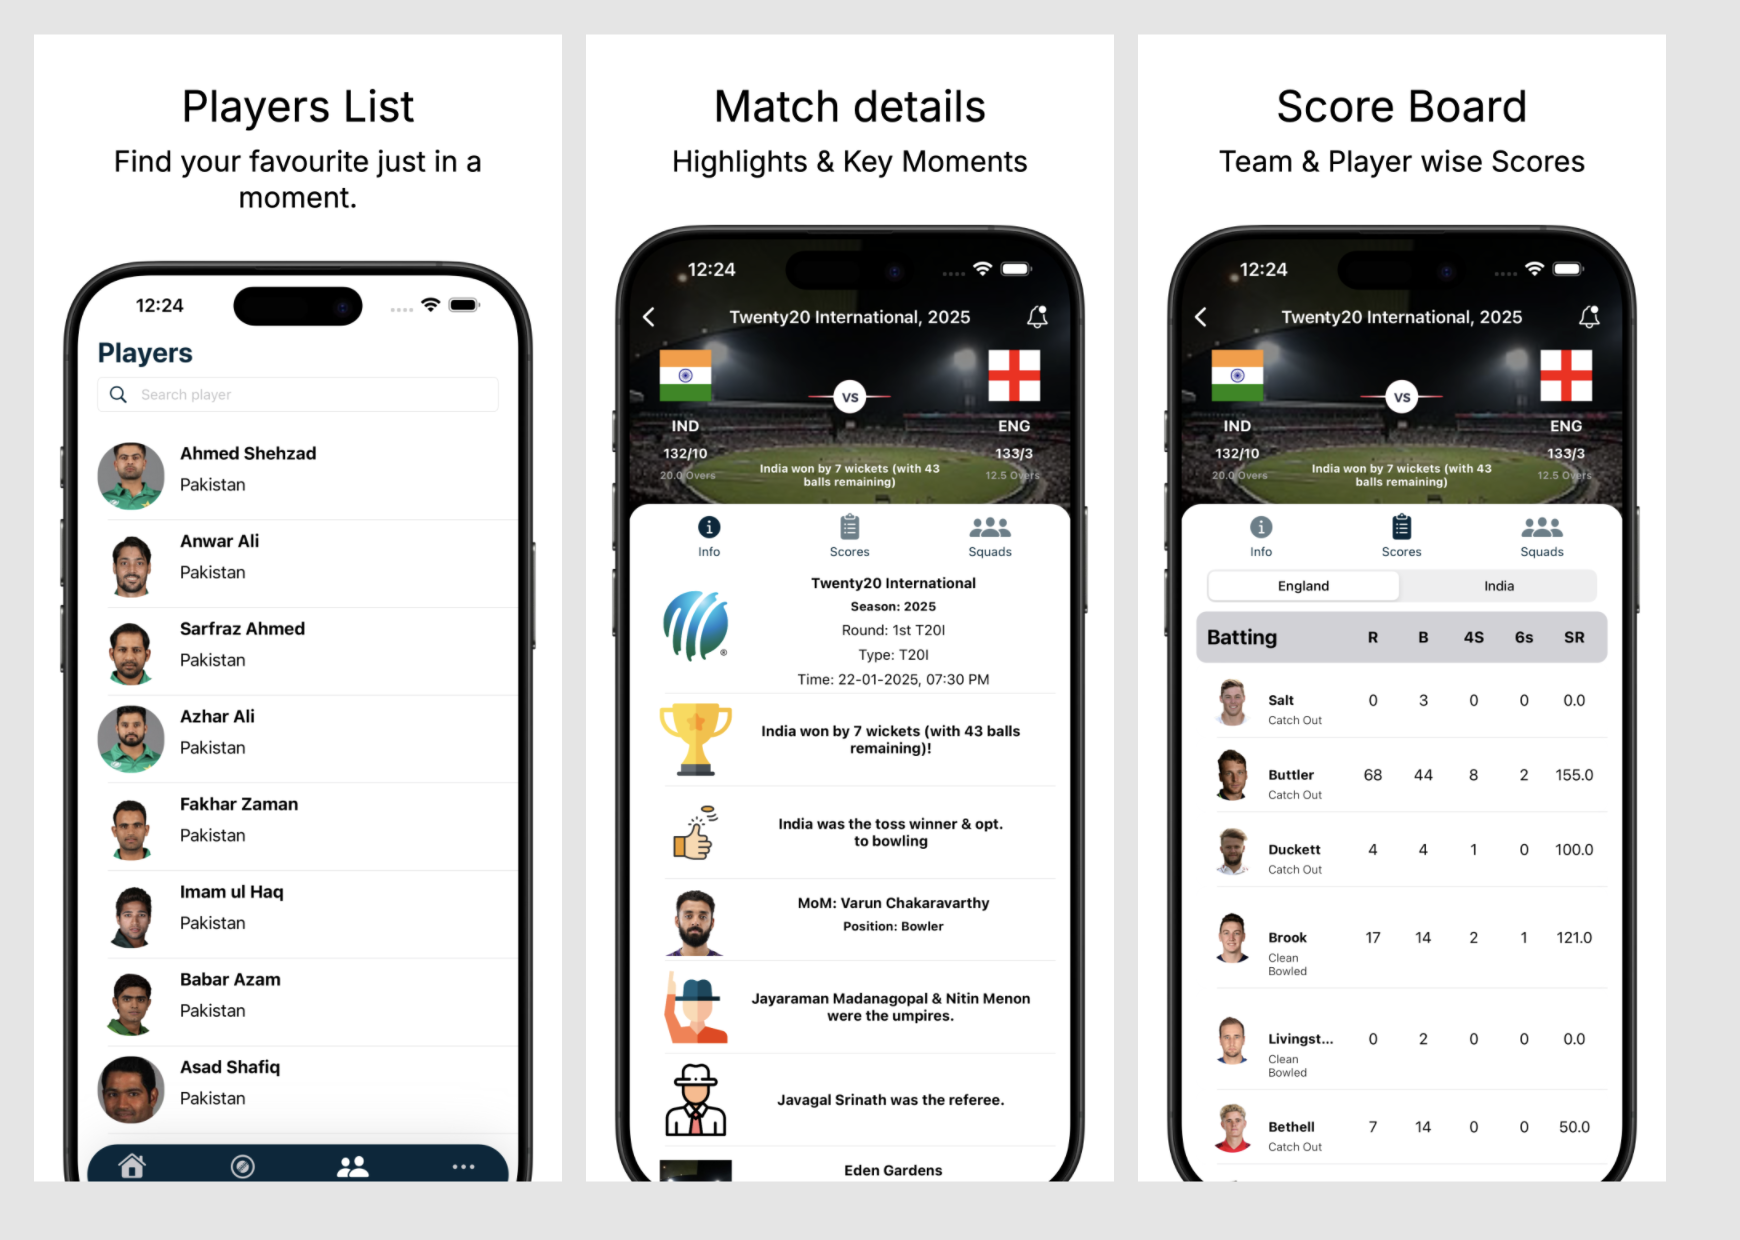 Players List
Find your favourite just in a
moment.
12:24
Players
Search player
Ahmed Shehzad
Pakistan
Anwar Ali
Pakistan
Sarfraz Ahmed
Pakistan
Azhar Ali
Pakistan
Fakhar Zaman
Pakistan
Imam ul Haq
Pakistan
Babar Azam
Pakistan
Asad Shafiq
Pakistan
Match details
Highlights & Key Moments
12:24
Twenty20 International, 2025
VS
IND
ENG
132/10
133/3
20.0 Overs
India won by 7 wickets (with 43
balls remaining)
12.5 Overs
Info
Scores
Squads
Twenty20 International
Season: 2025
Round: 1st T20I
Type: T20I
Time: 22-01-2025, 07:30 PM
India won by 7 wickets (with 43 balls
remaining)!
India was the toss winner & opt.
to bowling
MoM: Varun Chakaravarthy
Position: Bowler
Jayaraman Madanagopal & Nitin Menon
were the umpires.
Javagal Srinath was the referee.
Eden Gardens
Score Board
Team & Player wise Scores
12:24
Twenty20 International, 2025
VS
IND
ENG
132/10
133/3
20.0 Overs
India won by 7 wickets (with 43
balls remaining)
12.5 Overs
Info
Scores
Squads
England
India
Batting R B 4S 6s SR
Salt 0 3 0 0 0.0
Catch Out
Buttler 68 44 8 2 155.0
Catch Out
Duckett 4 4 1 0 100.0
Catch Out
Brook 17 14 2 1 121.0
Clean
Bowled
Livingst... 0 2 0 0 0.0
Clean
Bowled
Bethell 7 14 0 0 50.0
Catch Out